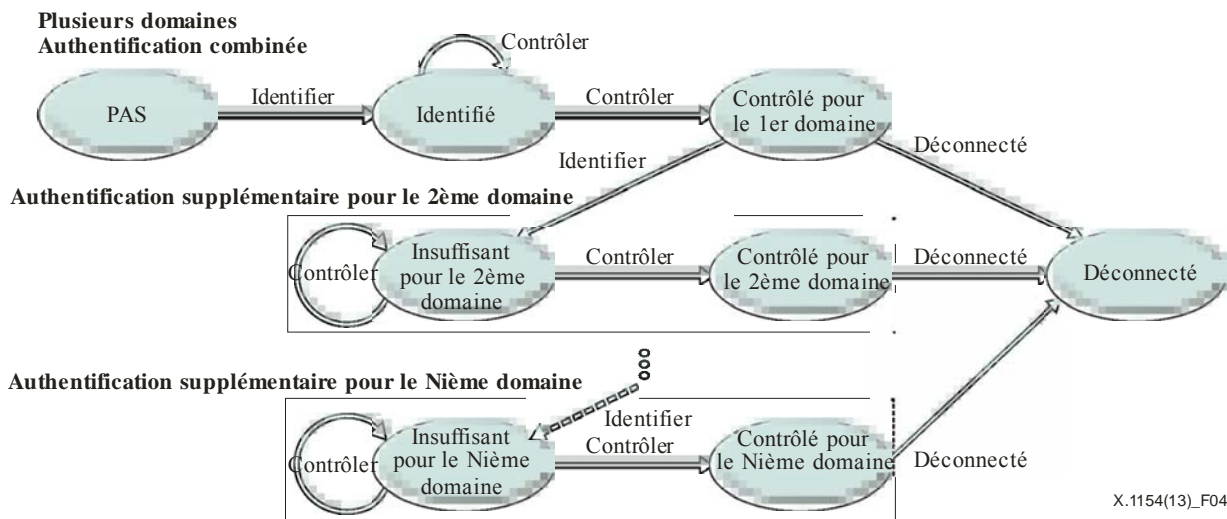 Plusieurs domaines
Authentification combinée
Contrôler
PAS
Identifier
Identifié
Contrôler
Contrôlé pour
le 1er domaine
Identifier
Déconnecté
Authentification supplémentaire pour le 2ème domaine
Contrôler
Insuffisant
pour le 2ème
domaine
Contrôler
Contrôlé pour
le 2ème domaine
Déconnecté
Déconnecté
Authentification supplémentaire pour le Nième domaine
Identifier
Contrôler
Insuffisant
pour le Nième
domaine
Contrôler
Contrôlé pour
le Nième domaine
Déconnecté
X.1154(13)_F04